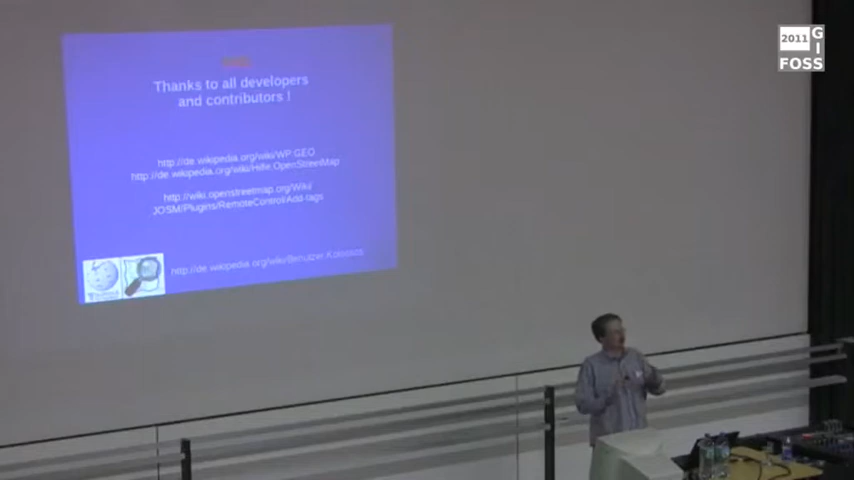 2011
G
I
FOSS
Thanks to all developers
and contributors !
http://de.wikipedia.org/wiki/WP:GEO
http://de.wikipedia.org/wiki/Hilfe:OpenStreetMap
http://wiki.openstreetmap.org/Wiki/
JOSM/Plugins/RemoteControl/Add-tags
http://de.wikipedia.org/wiki/Benutzer:Kolossos